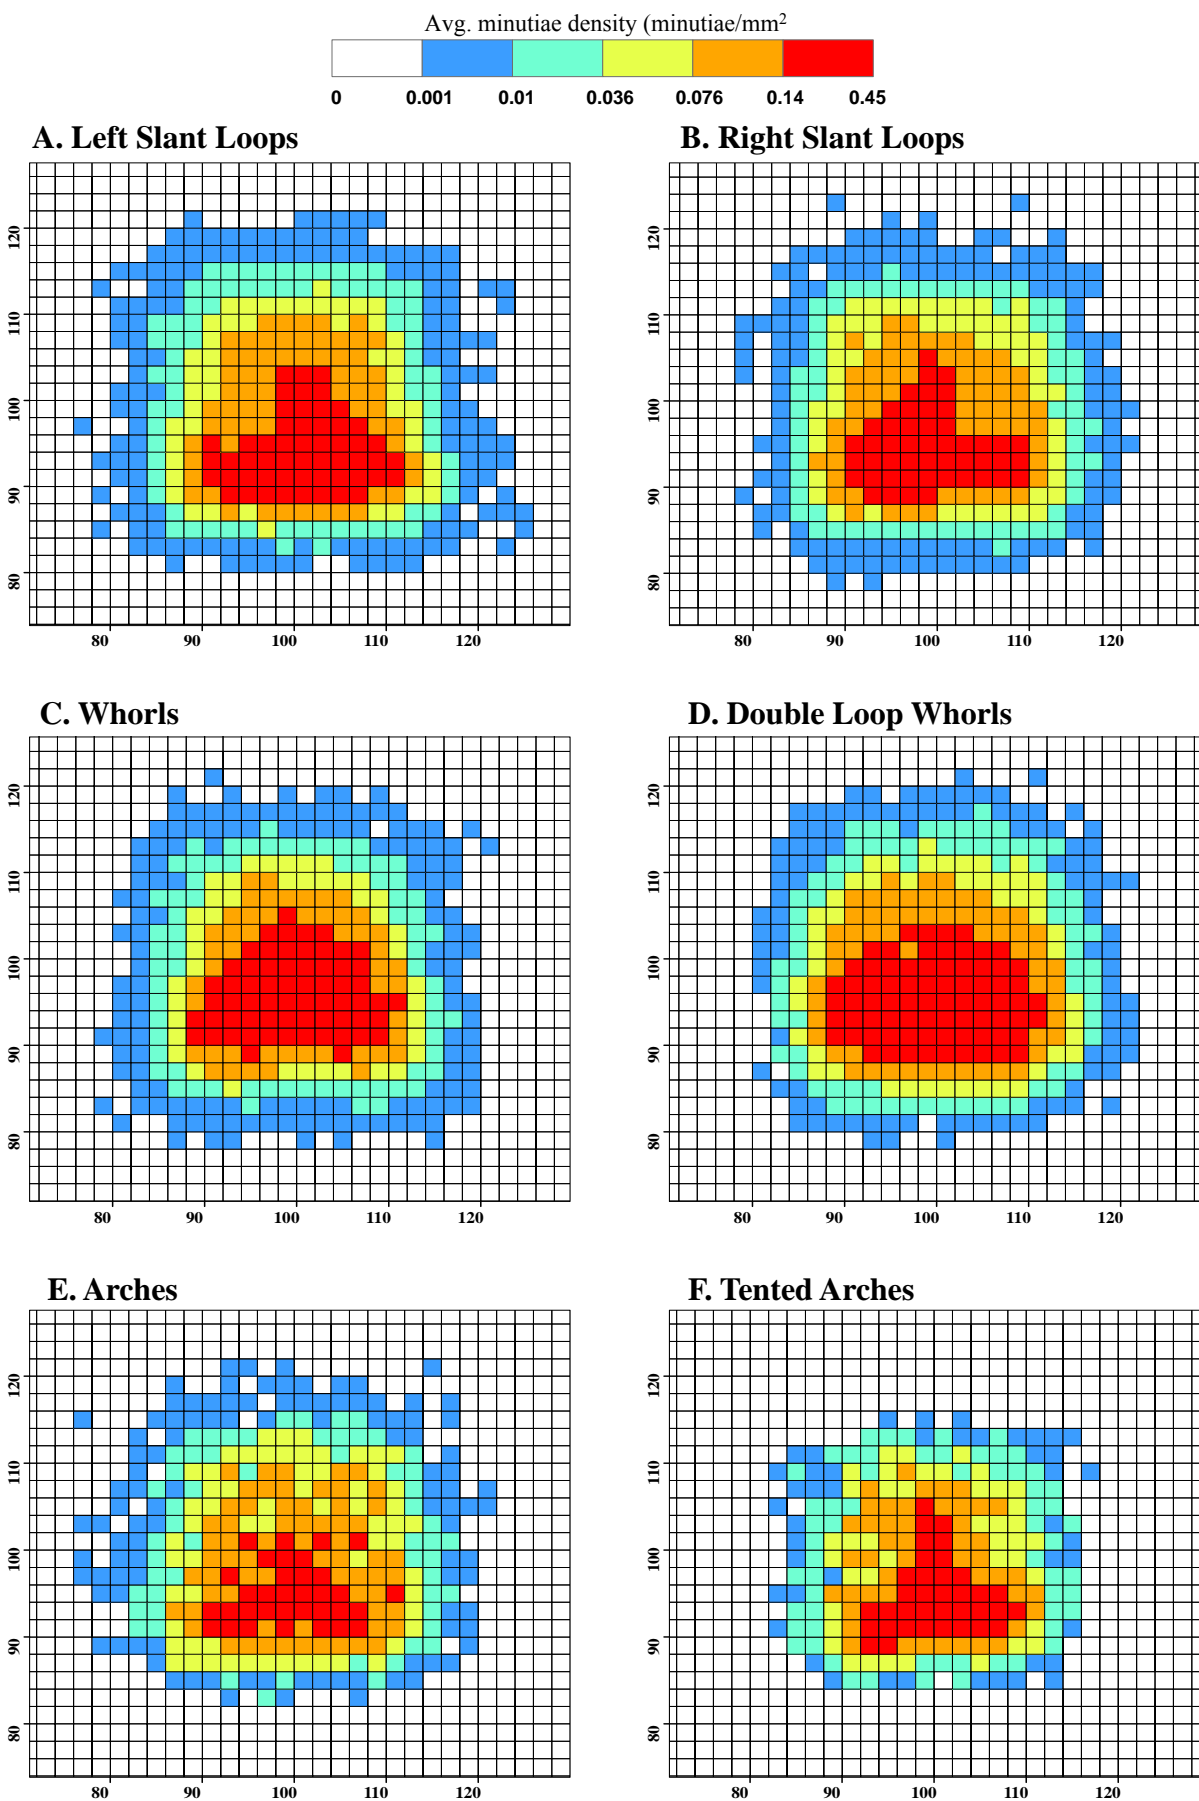 Avg. minutiae density (minutiae/mm2
0 0.001 0.01 0.036 0.076 0.14 0.45
A. Left Slant Loops
B. Right Slant Loops
120
110
100
90
80
80 90 100 110 120
120
110
100
90
80
80 90 100 110 120
C. Whorls
D. Double Loop Whorls
120
110
100
90
80
80 90 100 110 120
120
110
100
90
80
80 90 100 110 120
E. Arches
F. Tented Arches
120
110
100
90
80
80 90 100 110 120
120
110
100
90
80
80 90 100 110 120